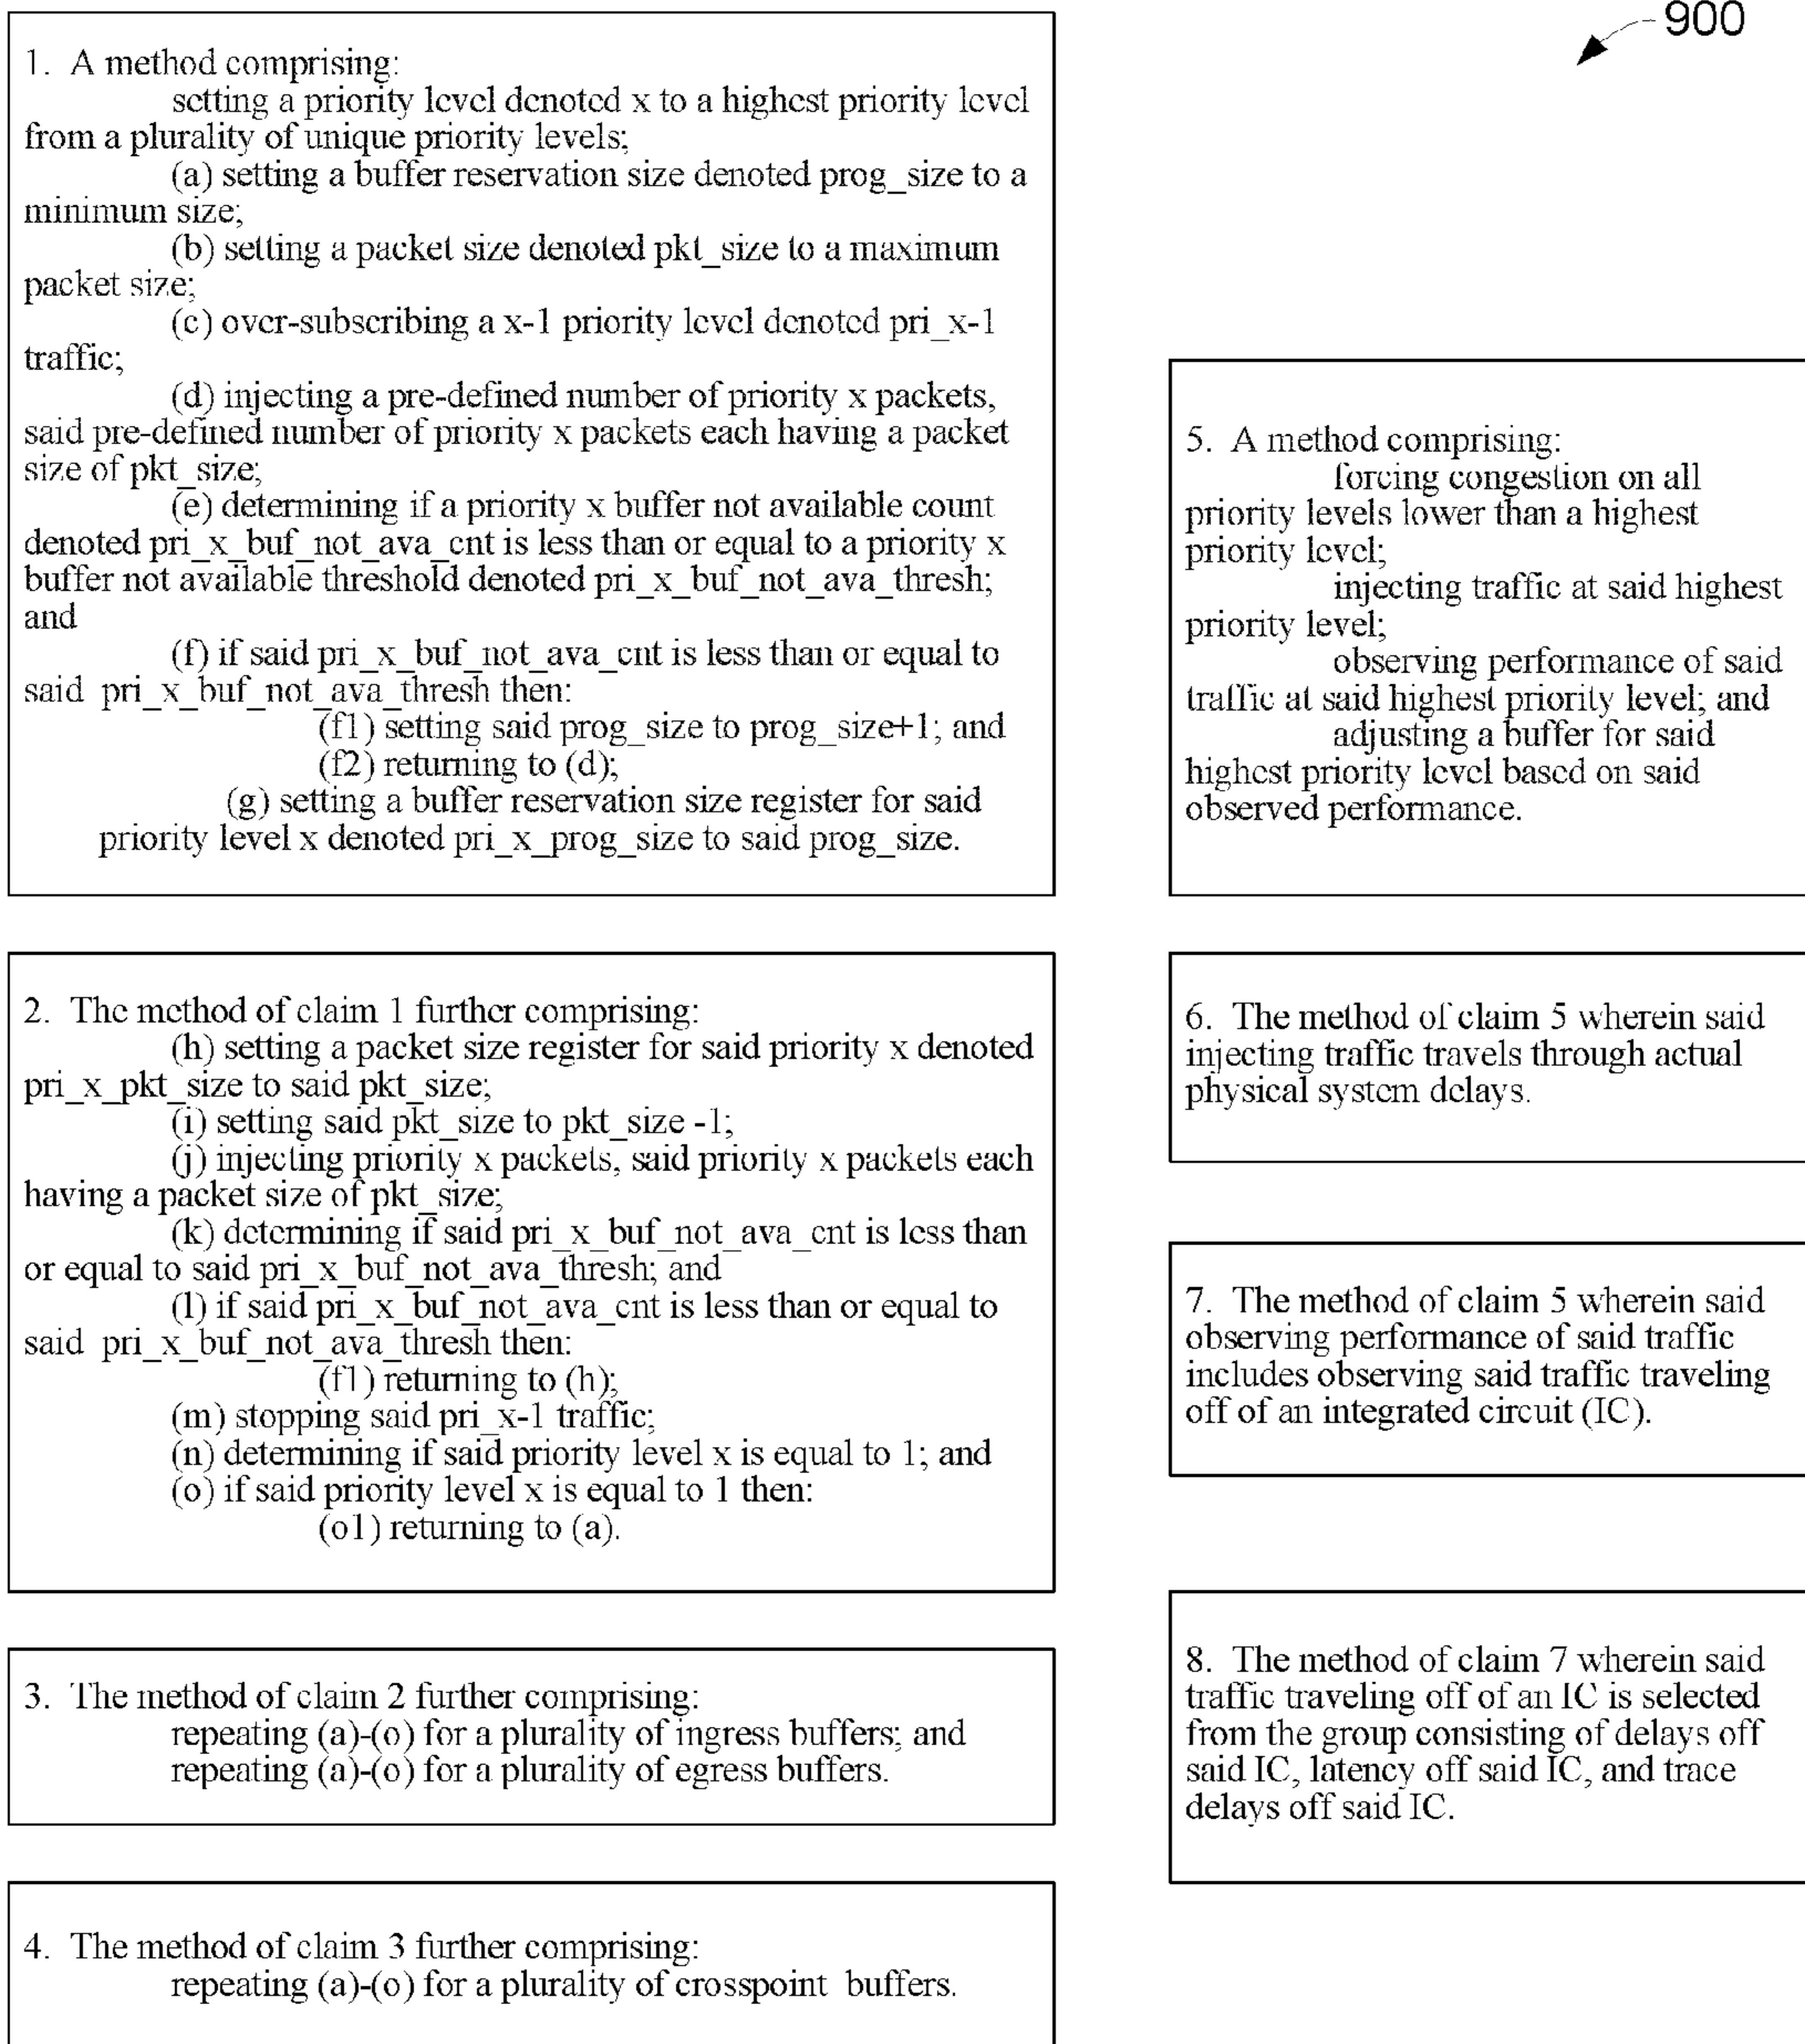 900
1. A method comprising:
setting a priority level denoted x to a highest priority level
from a plurality of unique priority levels;
(a) setting a buffer reservation size denoted prog_size to a
minimum size;
(b) setting a packet size denoted pkt_size to a maximum
packet size;
(c) over-subscribing a x-1 priority level denoted pri_x-1
traffic;
(d) injecting a pre-defined number of priority x packets,
said pre-defined number of priority x packets each having a packet
size of pkt_size;
(e) determining if a priority x buffer not available count
denoted pri_x_buf_not_ava_cnt is less than or equal to a priority x
buffer not available threshold denoted pri_x_buf_not_ava_thresh;
and
(f) if said pri_x_buf_not_ava_cnt is less than or equal to
said pri_x_buf_not_ava_thresh then:
(f1) setting said prog_size to prog_size+1; and
(f2) returning to (d);
(g) setting a buffer reservation size register for said
priority level x denoted pri_x_prog_size to said prog_size.
2. The method of claim 1 further comprising:
(h) setting a packet size register for said priority x denoted
pri_x_pkt_size to said pkt_size;
(i) setting said pkt_size to pkt_size -1;
(j) injecting priority x packets, said priority x packets each
having a packet size of pkt_size;
(k) determining if said pri_x_buf_not_ava_cnt is less than
or equal to said pri_x_buf_not_ava_thresh; and
(l) if said pri_x_buf_not_ava_cnt is less than or equal to
said pri_x_buf_not_ava_thresh then:
(f1) returning to (h);
(m) stopping said pri_x-1 traffic;
(n) determining if said priority level x is equal to 1; and
(o) if said priority level x is equal to 1 then:
(o1) returning to (a).
3. The method of claim 2 further comprising:
repeating (a)-(o) for a plurality of ingress buffers; and
repeating (a)-(o) for a plurality of egress buffers.
4. The method of claim 3 further comprising:
repeating (a)-(o) for a plurality of crosspoint buffers.
5. A method comprising:
forcing congestion on all
priority levels lower than a highest
priority level;
injecting traffic at said highest
priority level;
observing performance of said
traffic at said highest priority level; and
adjusting a buffer for said
highest priority level based on said
observed performance.
6. The method of claim 5 wherein said
injecting traffic travels through actual
physical system delays.
7. The method of claim 5 wherein said
observing performance of said traffic
includes observing said traffic traveling
off of an integrated circuit (IC).
8. The method of claim 7 wherein said
traffic traveling off of an IC is selected
from the group consisting of delays off
said IC, latency off said IC, and trace
delays off said IC.